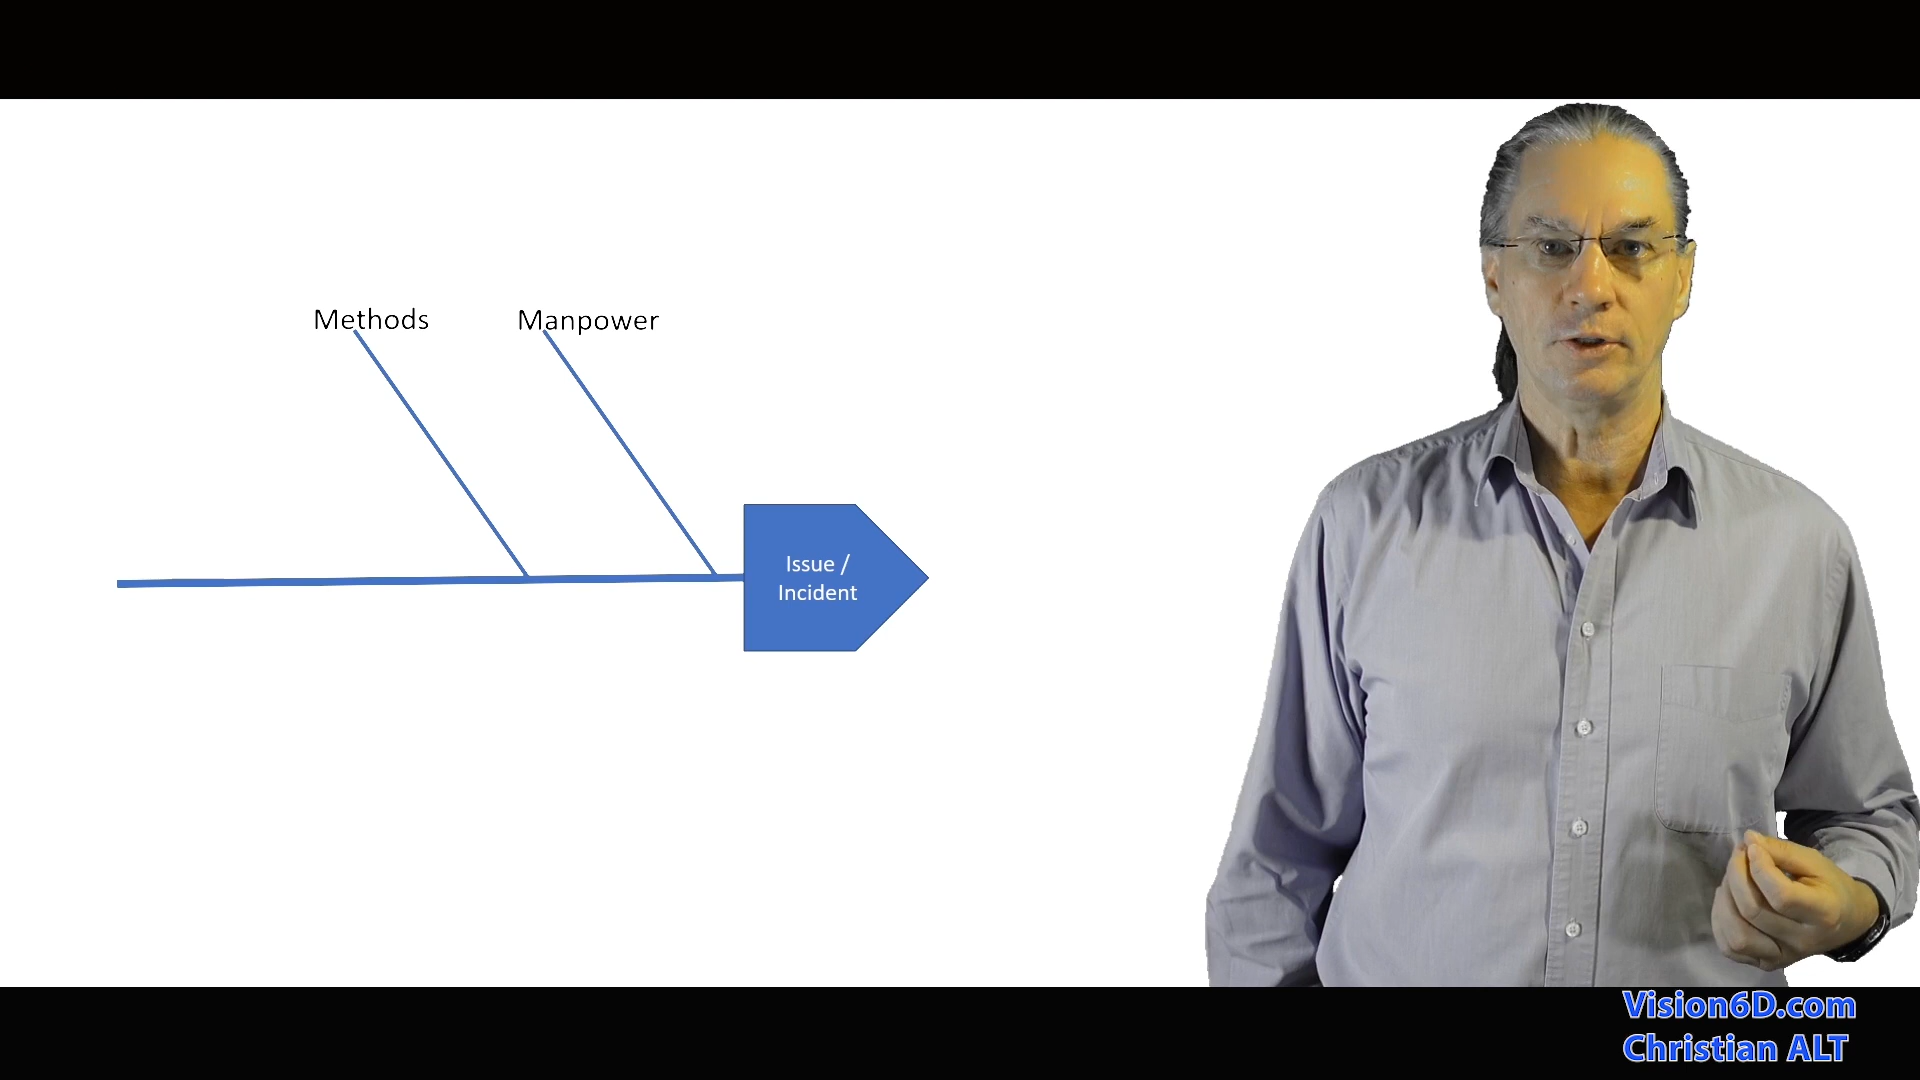 Methods
Manpower
Issue /
Incident
Vision6D.com
Christian ALT